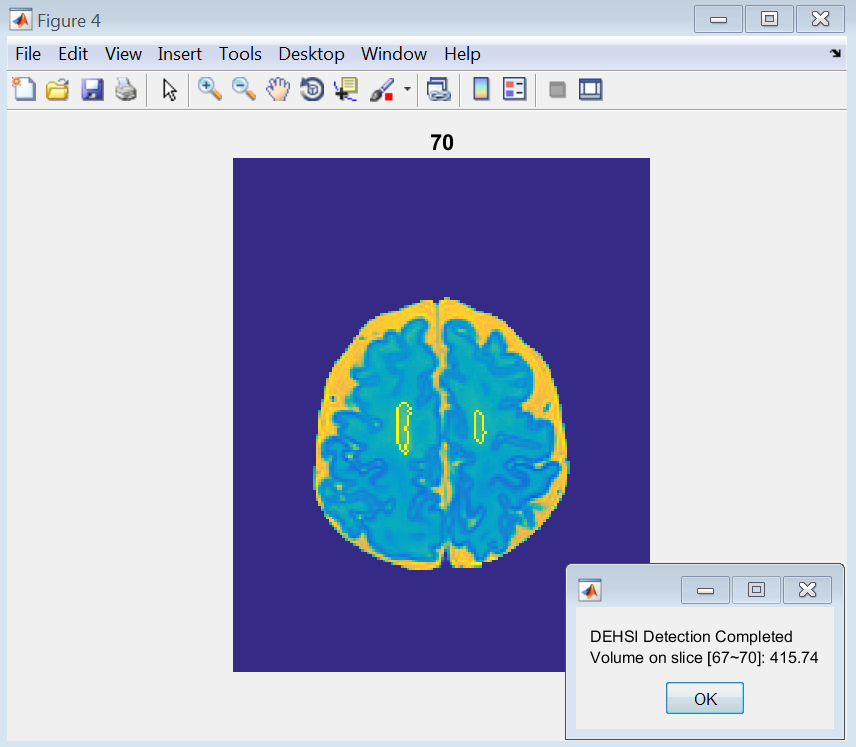 Figure 4
File Edit View Insert Tools Desktop Window Help
70
DEHSI Detection Completed
Volume on slice [67~70]: 415.74
OK